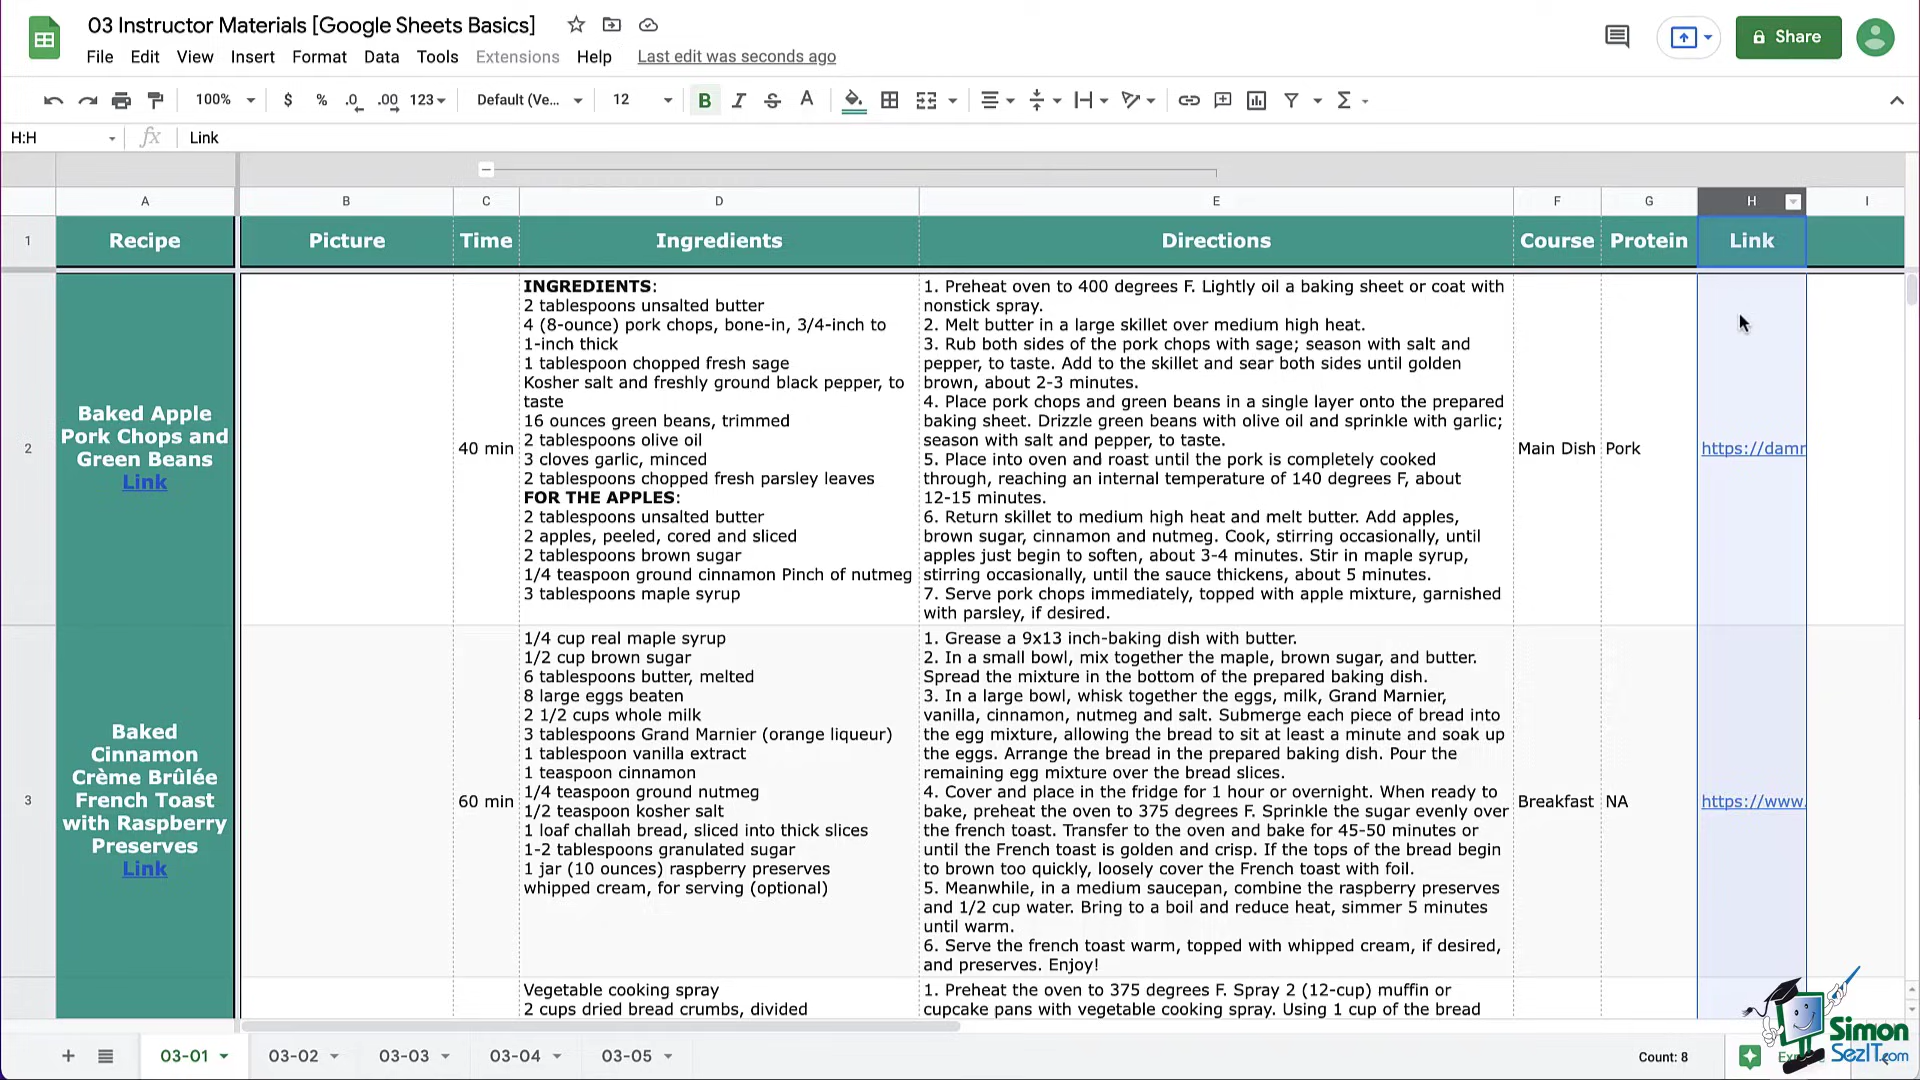 03 Instructor Materials [Google Sheets Basics]
File Edit View Insert Format Data Tools Extensions Help Last edit was seconds ago
Share
100% $ % .0 .00 123 Default (Ve... 12 B I S A Σ
H:H fx Link
A B C D E F G H I
1 Recipe Picture Time Ingredients Directions Course Protein Link
2
Baked Apple
Pork Chops and
Green Beans
Link
40 min
INGREDIENTS:
2 tablespoons unsalted butter
4 (8-ounce) pork chops, bone-in, 3/4-inch to
1-inch thick
1 tablespoon chopped fresh sage
Kosher salt and freshly ground black pepper, to
taste
16 ounces green beans, trimmed
2 tablespoons olive oil
3 cloves garlic, minced
2 tablespoons chopped fresh parsley leaves
FOR THE APPLES:
2 tablespoons unsalted butter
2 apples, peeled, cored and sliced
2 tablespoons brown sugar
1/4 teaspoon ground cinnamon Pinch of nutmeg
3 tablespoons maple syrup
1. Preheat oven to 400 degrees F. Lightly oil a baking sheet or coat with
nonstick spray.
2. Melt butter in a large skillet over medium high heat.
3. Rub both sides of the pork chops with sage; season with salt and
pepper, to taste. Add to the skillet and sear both sides until golden
brown, about 2-3 minutes.
4. Place pork chops and green beans in a single layer onto the prepared
baking sheet. Drizzle green beans with olive oil and sprinkle with garlic;
season with salt and pepper, to taste.
5. Place into oven and roast until the pork is completely cooked
through, reaching an internal temperature of 140 degrees F, about
12-15 minutes.
6. Return skillet to medium high heat and melt butter. Add apples,
brown sugar, cinnamon and nutmeg. Cook, stirring occasionally, until
apples just begin to soften, about 3-4 minutes. Stir in maple syrup,
stirring occasionally, until the sauce thickens, about 5 minutes.
7. Serve pork chops immediately, topped with apple mixture, garnished
with parsley, if desired.
Main Dish
Pork
https://damr
3
Baked
Cinnamon
Crème Brûlée
French Toast
with Raspberry
Preserves
Link
60 min
1/4 cup real maple syrup
1/2 cup brown sugar
6 tablespoons butter, melted
8 large eggs beaten
2 1/2 cups whole milk
3 tablespoons Grand Marnier (orange liqueur)
1 tablespoon vanilla extract
1 teaspoon cinnamon
1/4 teaspoon ground nutmeg
1/2 teaspoon kosher salt
1 loaf challah bread, sliced into thick slices
1-2 tablespoons granulated sugar
1 jar (10 ounces) raspberry preserves
whipped cream, for serving (optional)
1. Grease a 9x13 inch-baking dish with butter.
2. In a small bowl, mix together the maple, brown sugar, and butter.
Spread the mixture in the bottom of the prepared baking dish.
3. In a large bowl, whisk together the eggs, milk, Grand Marnier,
vanilla, cinnamon, nutmeg and salt. Submerge each piece of bread into
the egg mixture, allowing the bread to sit at least a minute and soak up
the eggs. Arrange the bread in the prepared baking dish. Pour the
remaining egg mixture over the bread slices.
4. Cover and place in the fridge for 1 hour or overnight. When ready to
bake, preheat the oven to 375 degrees F. Sprinkle the sugar evenly over
the french toast. Transfer to the oven and bake for 45-50 minutes or
until the French toast is golden and crisp. If the tops of the bread begin
to brown too quickly, loosely cover the French toast with foil.
5. Meanwhile, in a medium saucepan, combine the raspberry preserves
and 1/2 cup water. Bring to a boil and reduce heat, simmer 5 minutes
until warm.
6. Serve the french toast warm, topped with whipped cream, if desired,
and preserves. Enjoy!
Breakfast
NA
https://www.
Vegetable cooking spray
2 cups dried bread crumbs, divided
1. Preheat the oven to 375 degrees F. Spray 2 (12-cup) muffin or
cupcake pans with vegetable cooking spray. Using 1 cup of the bread
03-01 03-02 03-03 03-04 03-05
Count: 8
Simon
SezIT.com